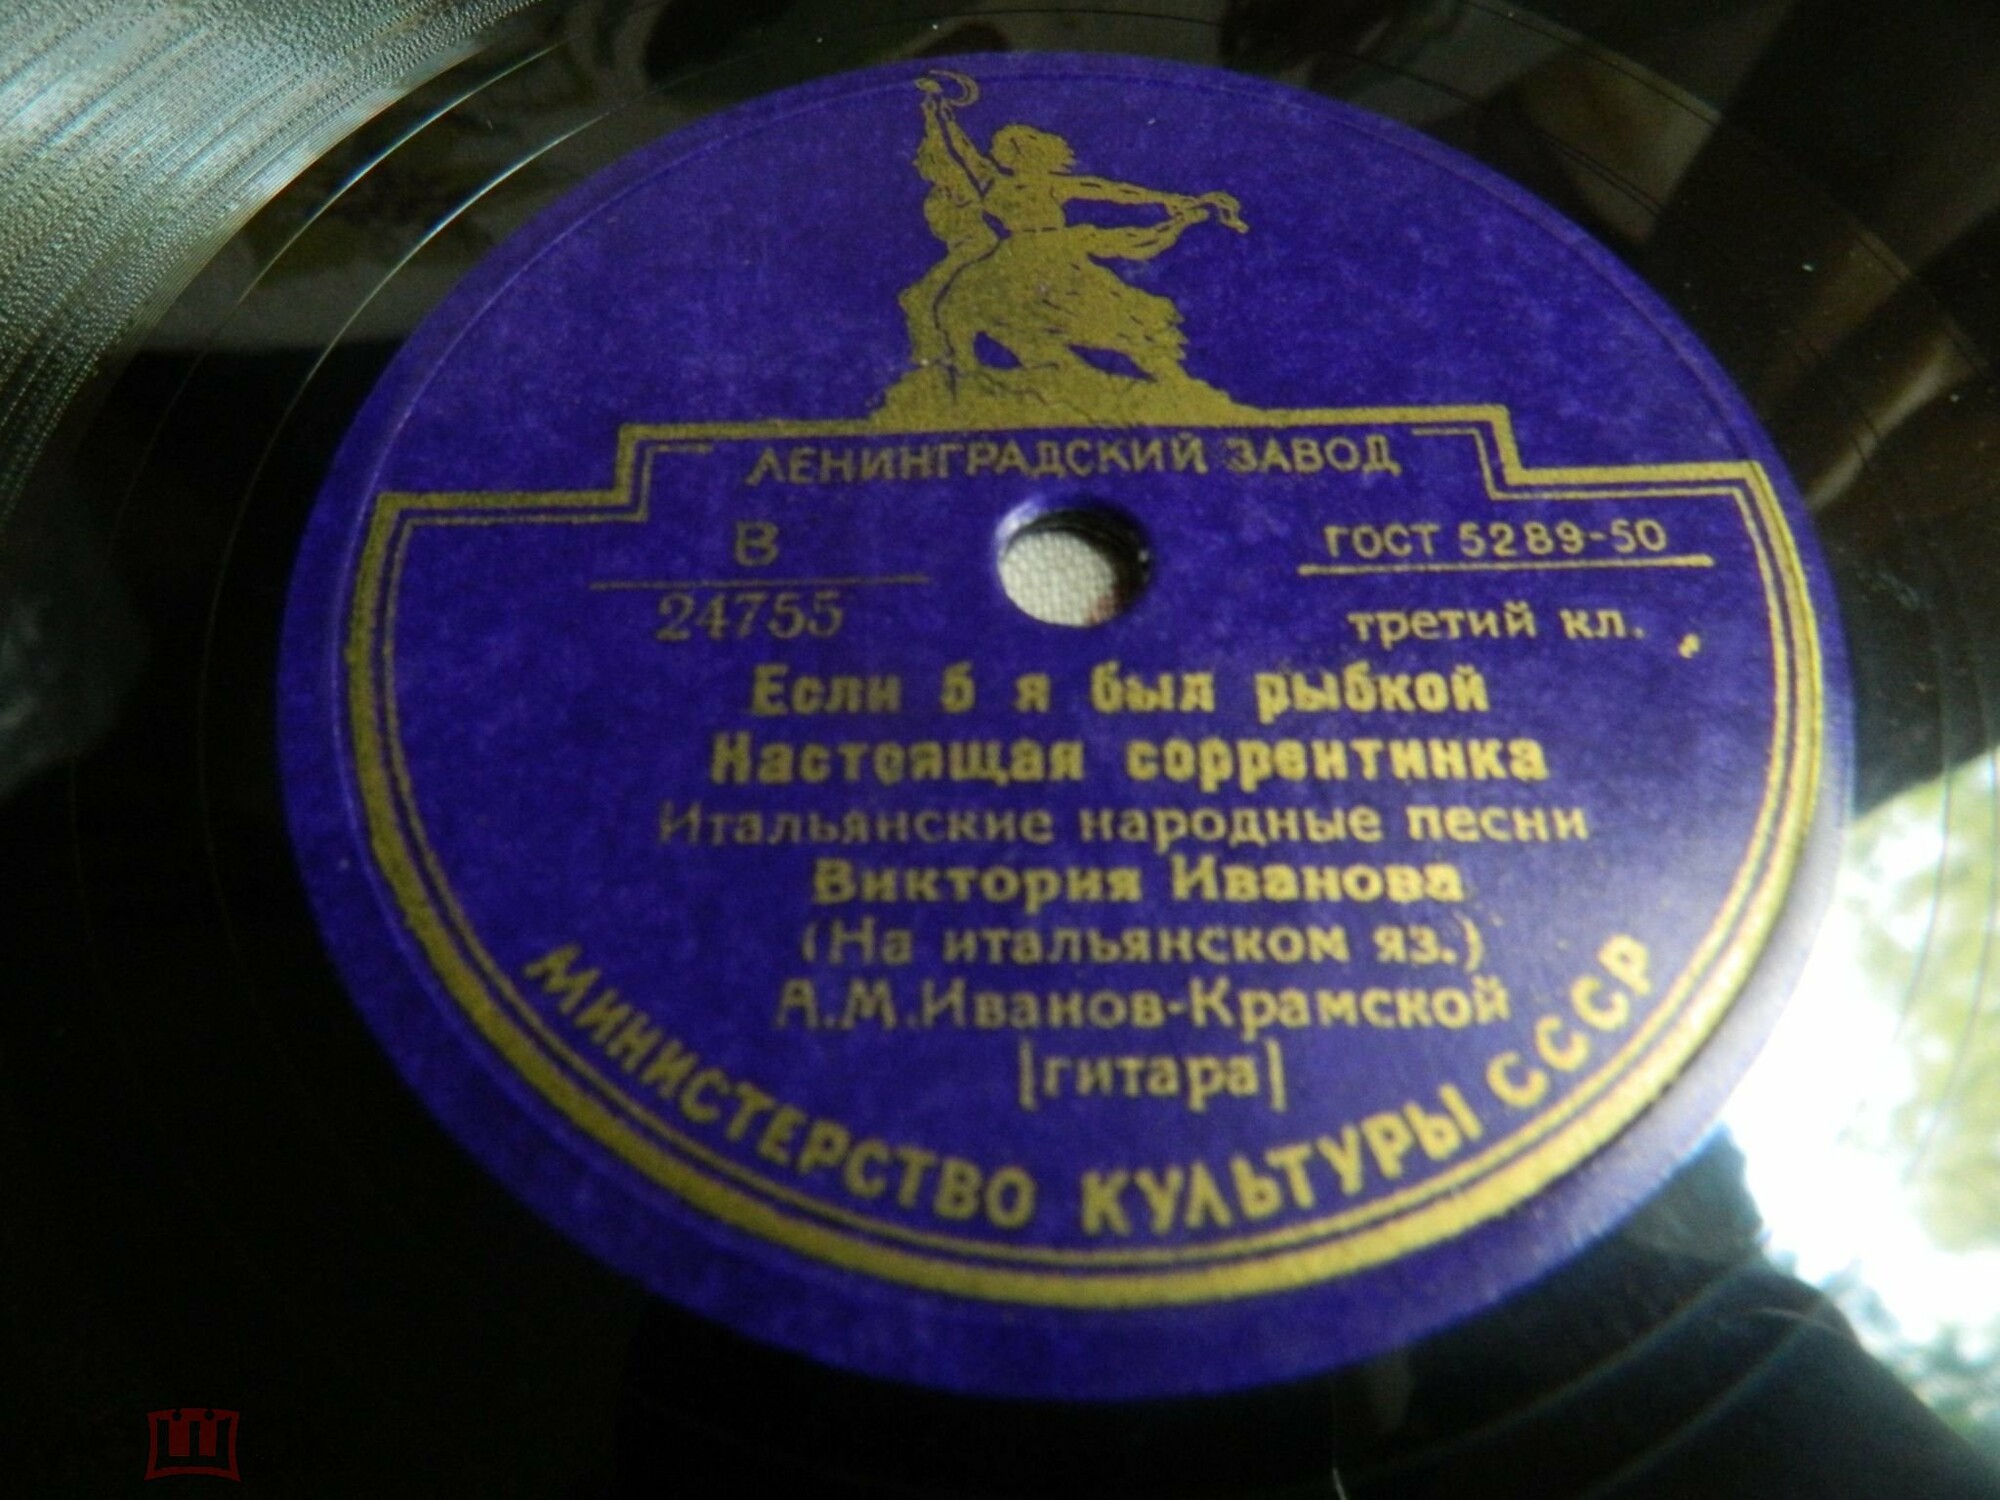 ЛЕНИНГРАДСКИЙ ЗАВОД
В
24755
ГОСТ 5289-50
третий кл.
Если б я был рыбкой
Настоящая соррентинка
Итальянские народные песни
Виктория Иванова
(На итальянском яз.)
А.М.Иванов-Крамской
(гитара)
МИНИСТЕРСТВО КУЛЬТУРЫ СССР